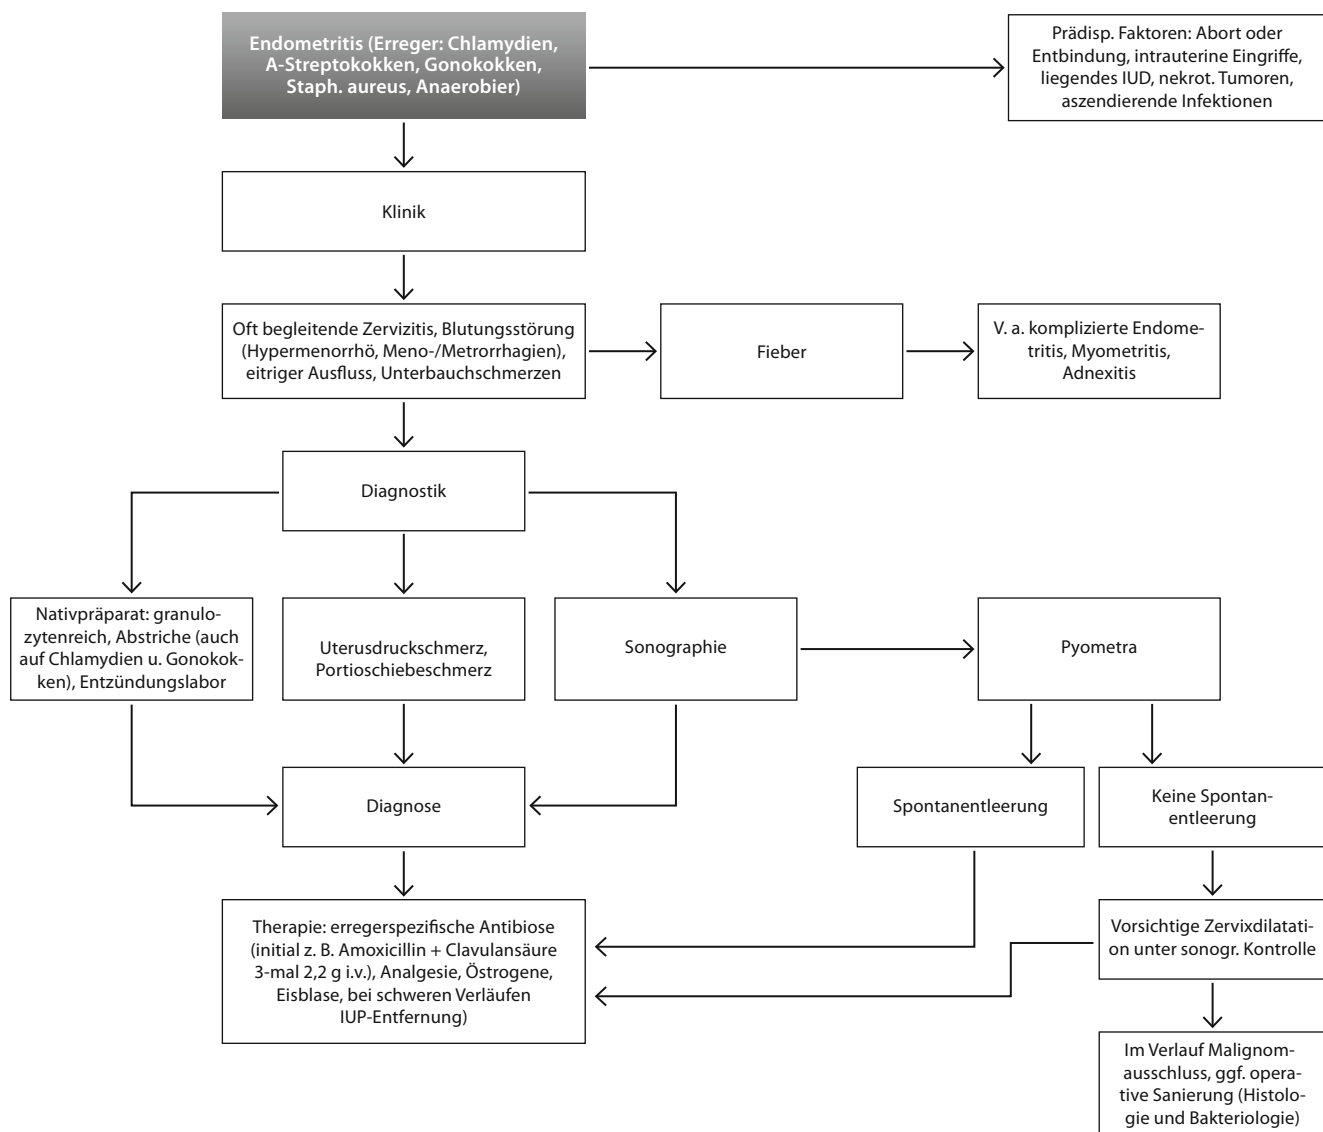 Endometritis (Erreger: Chlamydien,
A-Streptokokken, Gonokokken,
Staph. aureus, Anaerobier)
Prädisp. Faktoren: Abort oder
Entbindung, intrauterine Eingriffe,
liegendes IUD, nekrot. Tumoren,
aszendierende Infektionen
Klinik
Oft begleitende Zervizitis, Blutungsstörung
(Hypermenorrhö, Meno-/Metrorrhagien),
eitriger Ausfluss, Unterbauchschmerzen
Fieber
V. a. komplizierte Endome-
tritis, Myometritis,
Adnexitis
Diagnostik
Nativpräparat: granulo-
zytenreich, Abstriche (auch
auf Chlamydien u. Gonokok-
ken), Entzündungslabor
Uterusdruckschmerz,
Portioschiebeschmerz
Sonographie
Pyometra
Diagnose
Spontanentleerung
Keine Spontan-
entleerung
Therapie: erregerspezifische Antibiose
(initial z. B. Amoxicillin + Clavulansäure
3-mal 2,2 g i.v.), Analgesie, Östrogene,
Eisblase, bei schweren Verläufen
IUP-Entfernung)
Vorsichtige Zervixdilatati-
on unter sonogr. Kontrolle
Im Verlauf Malignom-
ausschluss, ggf. opera-
tive Sanierung (Histolo-
gie und Bakteriologie)